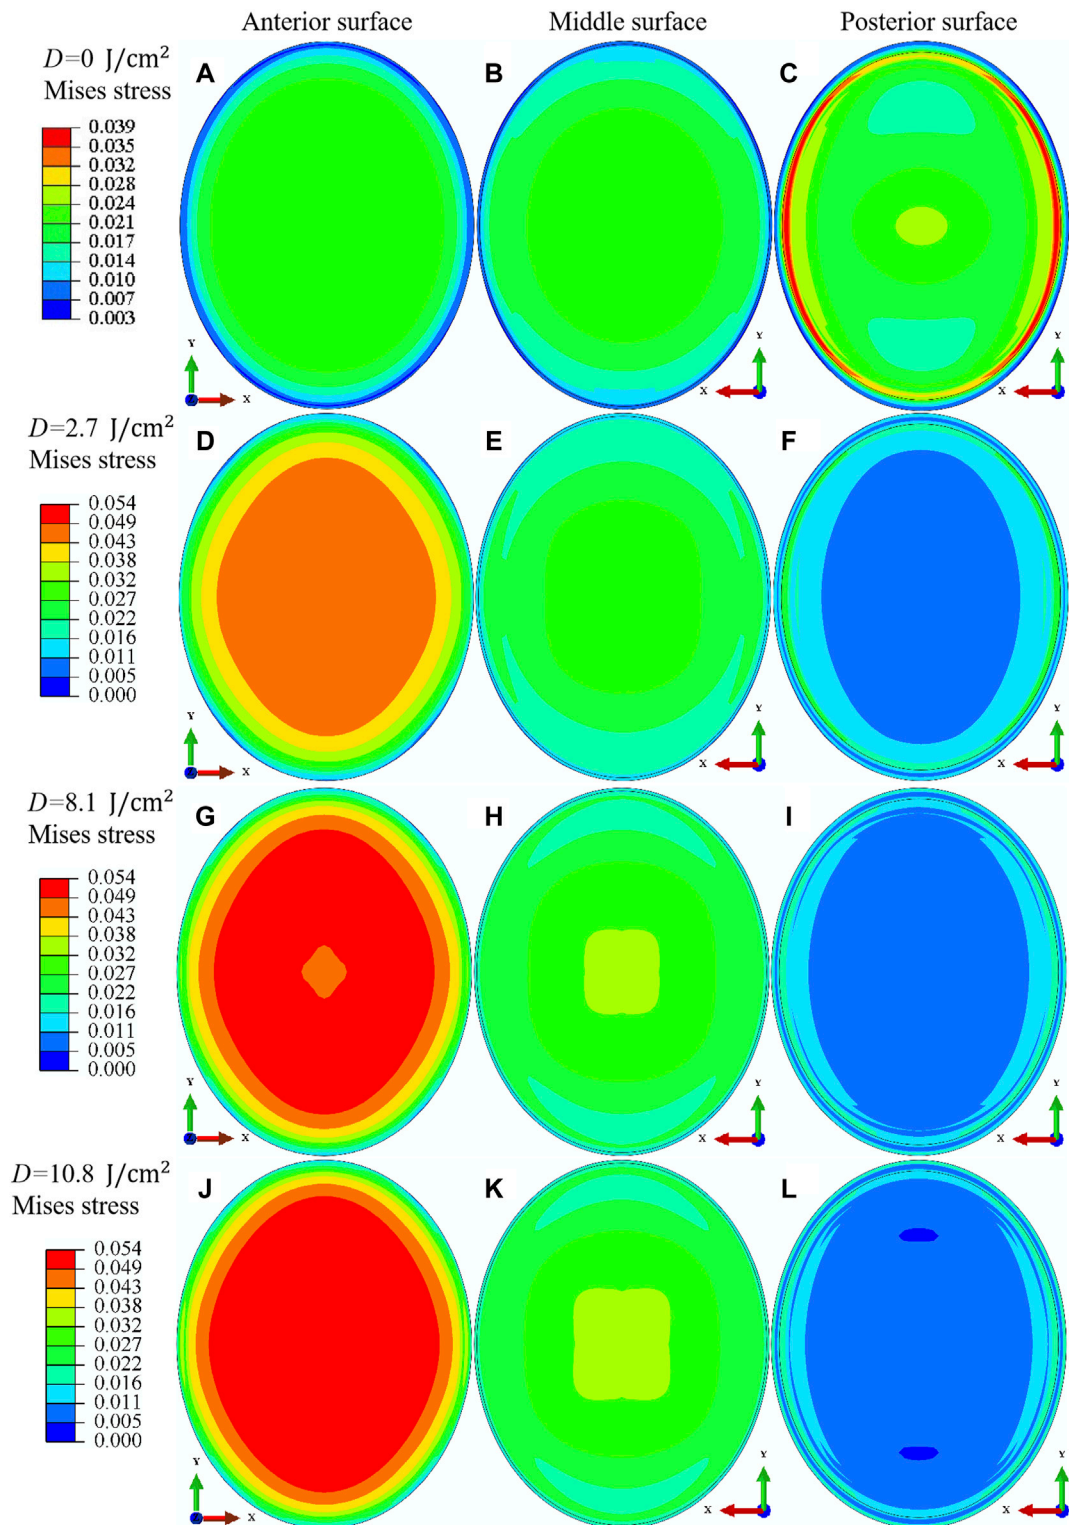 Anterior surface Middle surface Posterior surface
D=0 J/cm²
Mises stress
0.039
0.035
0.032
0.028
0.024
0.021
0.017
0.014
0.010
0.007
0.003
A B C
Y Y Y
X X X
D=2.7 J/cm²
Mises stress
0.054
0.049
0.043
0.038
0.032
0.027
0.022
0.016
0.011
0.005
0.000
D E F
Y Y Y
X X X
D=8.1 J/cm²
Mises stress
0.054
0.049
0.043
0.038
0.032
0.027
0.022
0.016
0.011
0.005
0.000
G H I
Y Y Y
X X X
D=10.8 J/cm²
Mises stress
0.054
0.049
0.043
0.038
0.032
0.027
0.022
0.016
0.011
0.005
0.000
J K L
Y Y Y
X X X